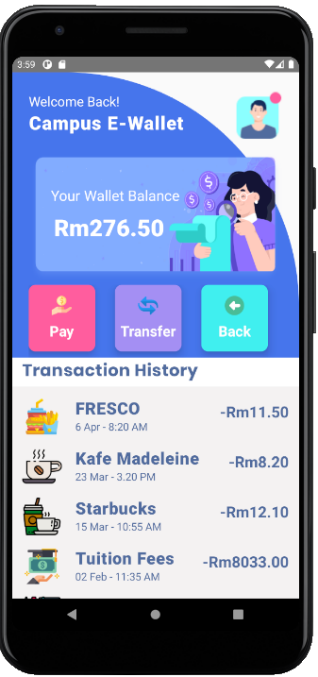 3:59
Welcome Back!
Campus E-Wallet
Your Wallet Balance
Rm276.50
Pay
Transfer
Back
Transaction History
FRESCO
-Rm11.50
6 Apr - 8:20 AM
Kafe Madeleine
-Rm8.20
23 Mar - 3.20 PM
Starbucks
-Rm12.10
15 Mar - 10:55 AM
Tuition Fees
-Rm8033.00
02 Feb - 11:35 AM